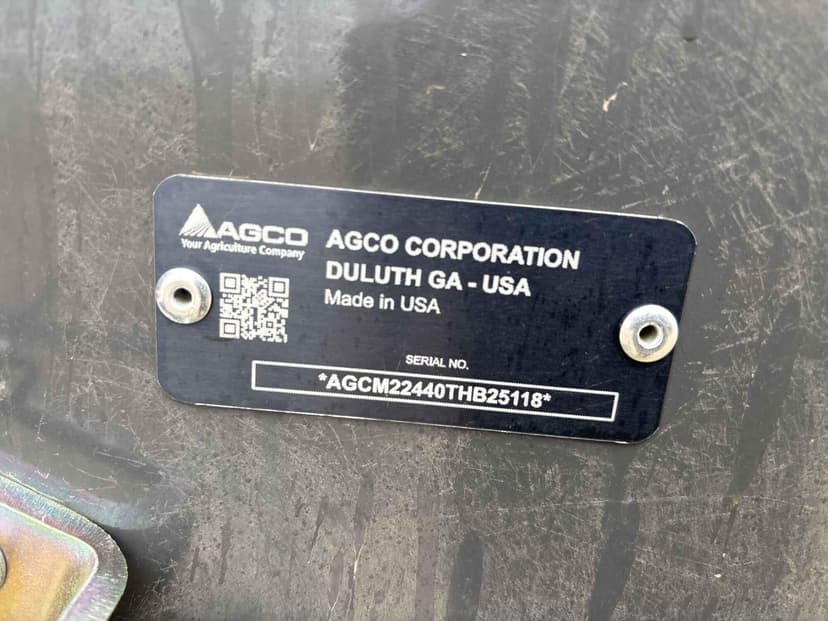 AGCO
Your Agriculture Company
AGCO CORPORATION
DULUTH GA - USA
Made in USA
SERIAL NO.
*AGCM22440THB25118*